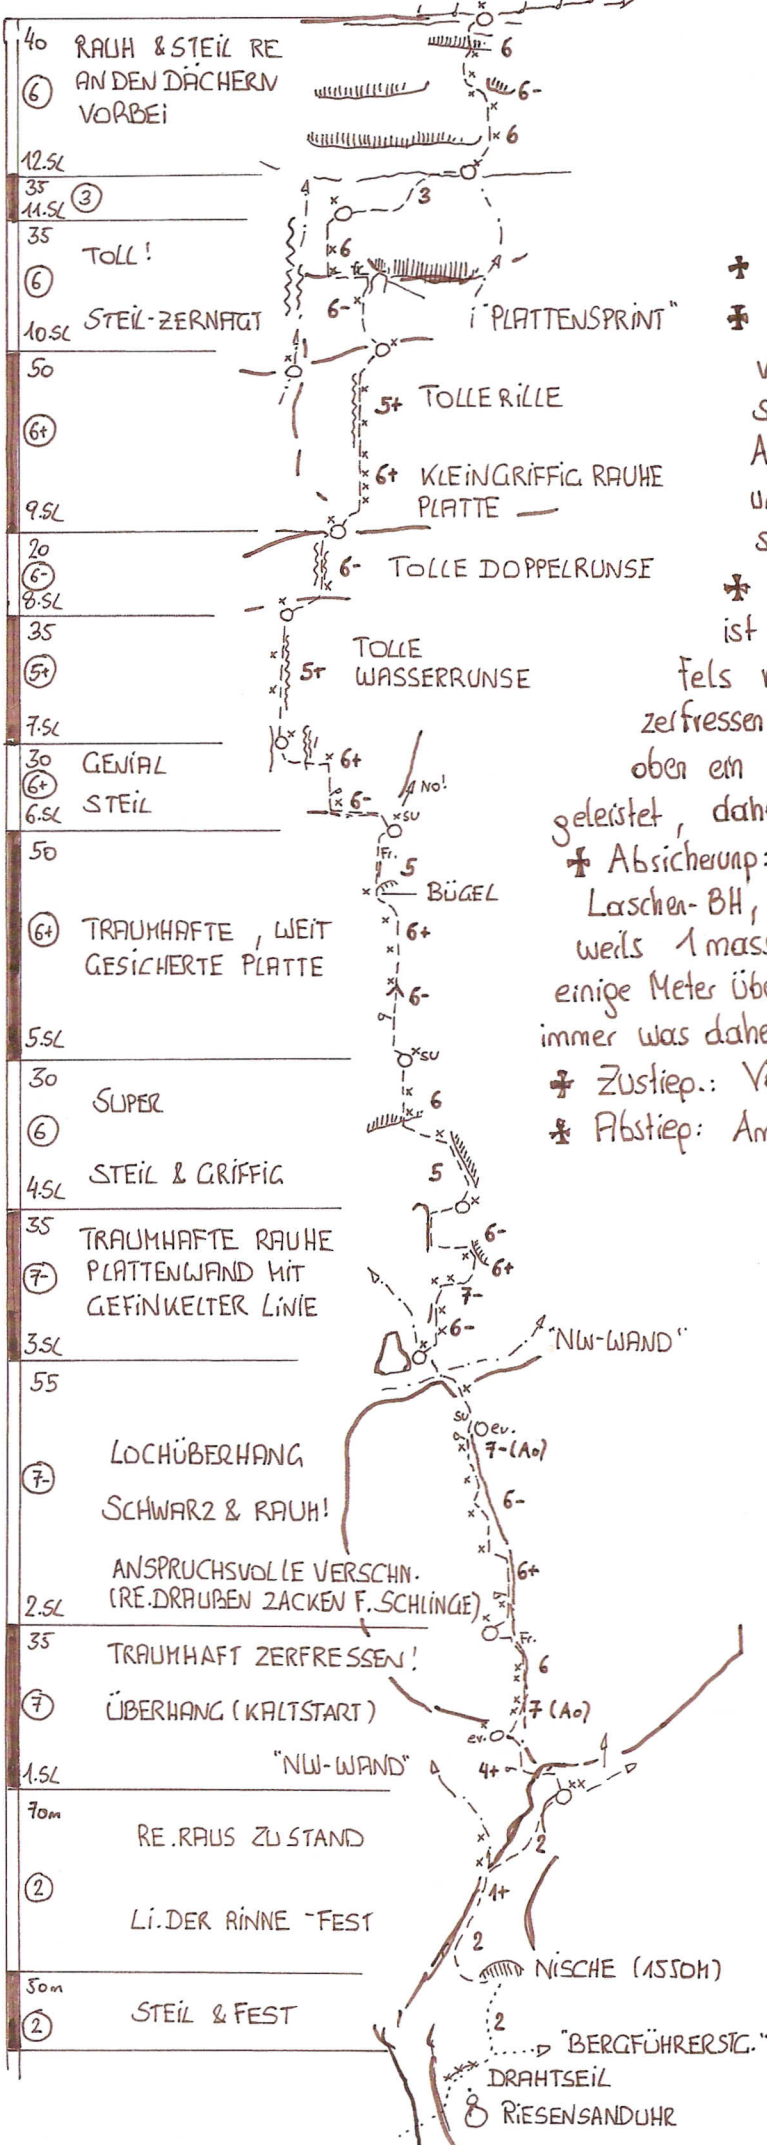 40 RAUH & STEIL RE
6 AN DEN DÄCHERN
VORBEI
12.SL
6
6-
6
35
11.SL 3
3
35
TOLL!
6
6
fr.
STEIL-ZERNAGT
10.SL
6-
"PLATTENSPRINT"
50
5+ TOLLE RILLE
6+
6+ KLEINGRIFFIG RAUHE
PLATTE
9.SL
20
6-
8.SL
6- TOLLE DOPPELRUNSE
35
5+
7.SL
5+ TOLLE
WASSERRUNSE
30 GENIAL
6+
6.SL STEIL
6+
6-
NO!
SU
50
Fr.
5
BÜGEL
6+ TRAUMHAFTE, WEIT
GESICHERTE PLATTE
6+
6-
5.SL
SU
30
SUPER
6
6
STEIL & GRIFFIG
4.SL
5
35
TRAUMHAFTE RAUHE
7- PLATTENWAND MIT
GEFINKELTER LINIE
3.SL
6-
6+
7-
6-
"NW-WAND"
55
SU
ev.
7-(A0)
LOCHÜBERHANG
7-
SCHWARZ & RAUH!
6-
ANSPRUCHSVOLLE VERSCHN.
(RE.DRAUßEN ZACKEN F.SCHLINGE)
6+
2.SL
35
Fr.
TRAUMHAFT ZERFRESSEN!
6
7
ÜBERHANG (KALTSTART)
7 (A0)
ev.
1.SL
"NW-WAND"
4+
70m
RE.RAUS ZU STAND
2
2
1+
LI.DER RINNE -FEST
2
NISCHE (1550M)
50m
2
STEIL & FEST
2
"BERGFÜHRERSTG."
DRAHTSEIL
RIESENSANDUHR
ist
Fels
zerfressen
oben ein
geleistet,
Absicherung:
Laschen-BH,
weils 1
einige Meter
immer was
Zustieg.:
Abstieg: